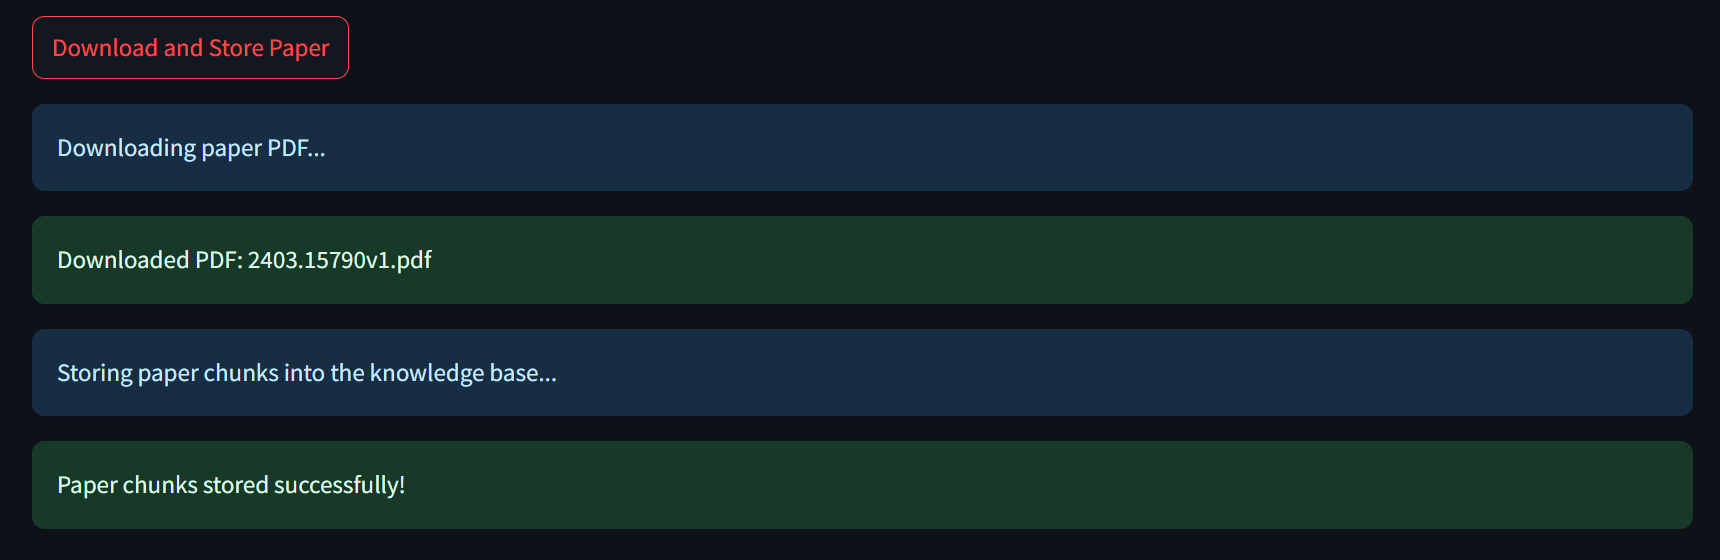 Download and Store Paper
Downloading paper PDF...
Downloaded PDF: 2403.15790v1.pdf
Storing paper chunks into the knowledge base...
Paper chunks stored successfully!